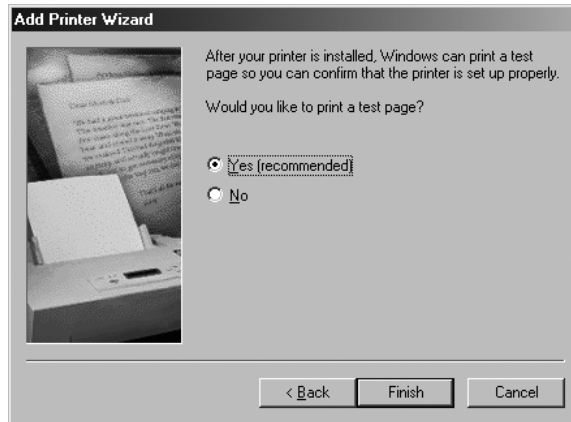 Add Printer Wizard
After your printer is installed, Windows can print a test
page so you can confirm that the printer is set up properly.
Would you like to print a test page?
Yes (recommended)
No
< Back Finish Cancel